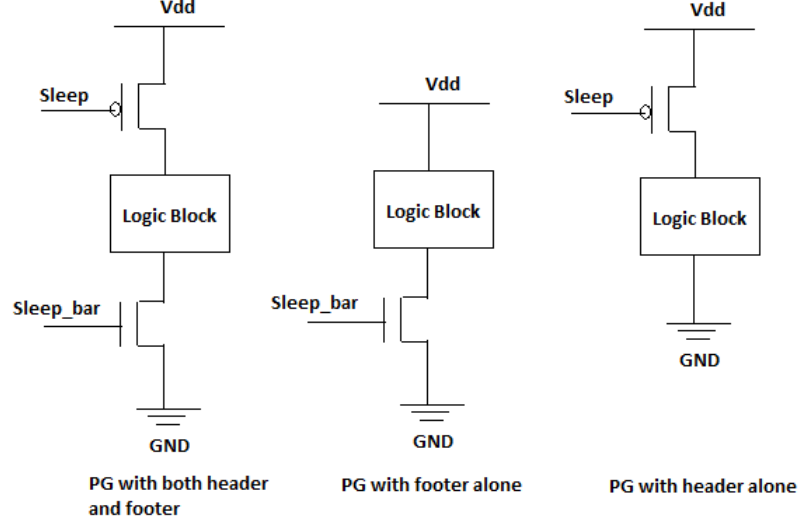 Vdd
Sleep
Logic Block
Sleep_bar
GND
PG with both header
and footer
Vdd
Logic Block
Sleep_bar
GND
PG with footer alone
Vdd
Sleep
Logic Block
GND
PG with header alone